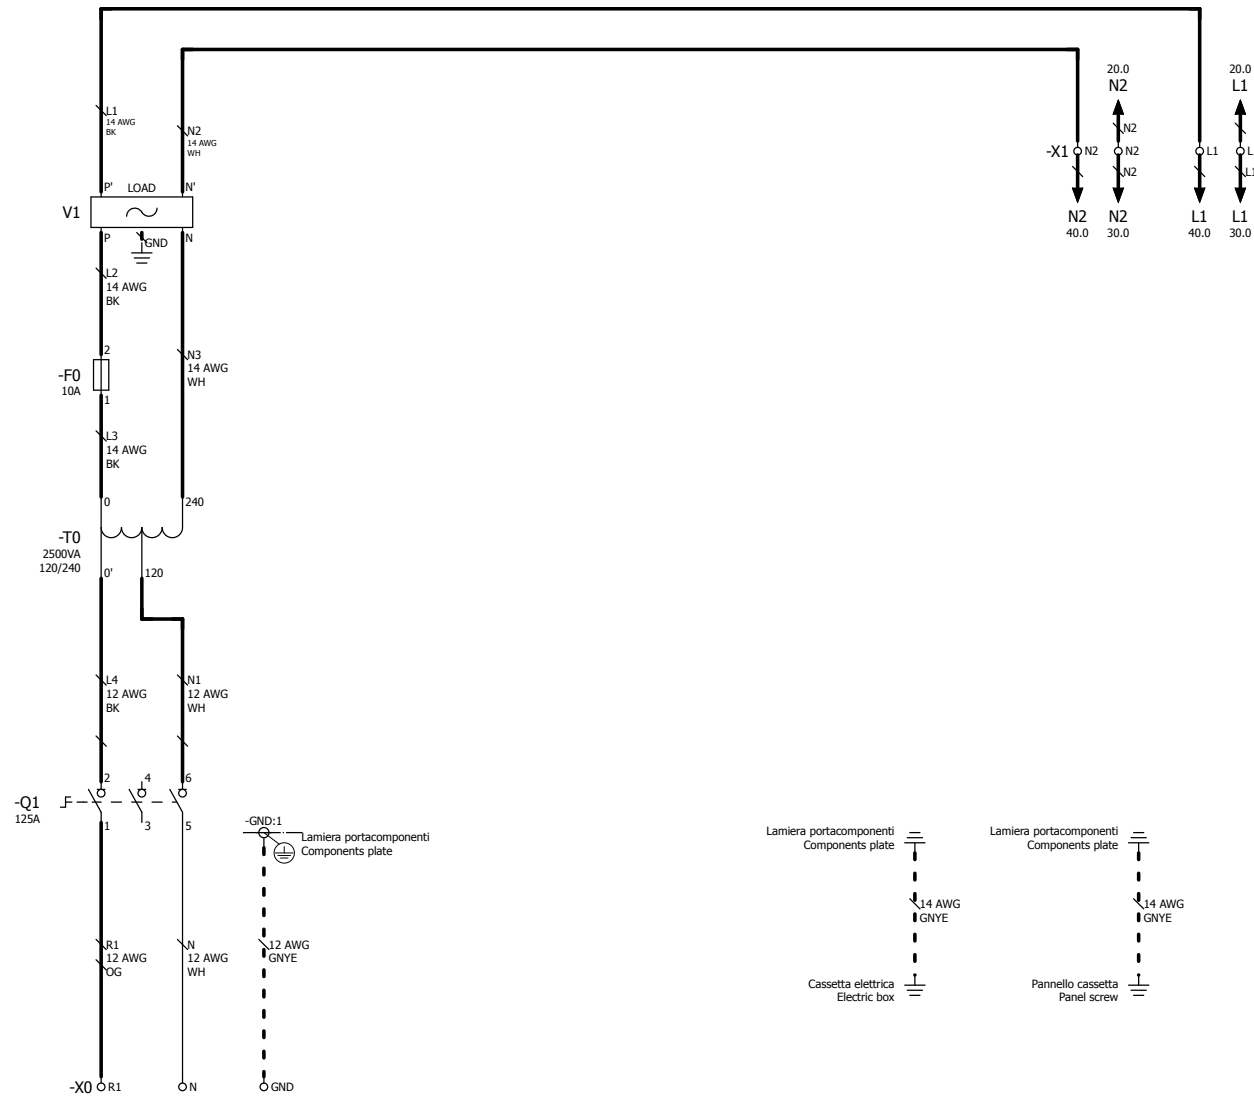 20.0
N2
20.0
L1
L1
14 AWG
BK
N2
14 AWG
WH
N2
-X1
N2
N2
L1
L
N2
L1
N2
40.0
N2
30.0
L1
40.0
L1
30.0
P'
LOAD
N'
V1
P
GND
N
L2
14 AWG
BK
2
-F0
10A
1
N3
14 AWG
WH
L3
14 AWG
BK
0
240
-T0
2500VA
120/240
0'
120
L4
12 AWG
BK
N1
12 AWG
WH
2
4
6
-Q1
125A
1
3
5
-GND:1
Lamiera portacomponenti
Components plate
Lamiera portacomponenti
Components plate
Lamiera portacomponenti
Components plate
14 AWG
GNYE
14 AWG
GNYE
R1
12 AWG
OG
N
12 AWG
WH
12 AWG
GNYE
Cassetta elettrica
Electric box
Pannello cassetta
Panel screw
-X0
R1
N
GND